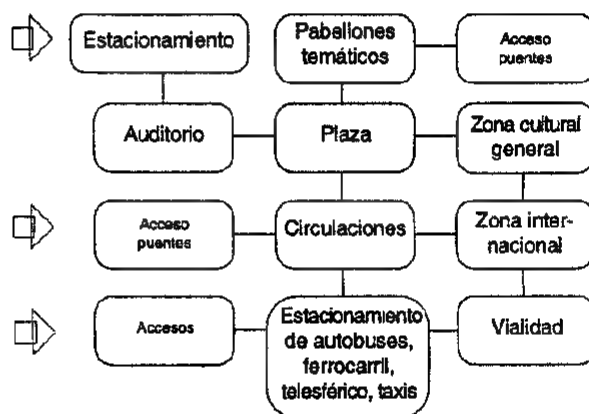 Estacionamiento
Pabellones
temáticos
Acceso
puentes
Auditorio
Plaza
Zona cultural
general
Acceso
puentes
Circulaciones
Zona inter-
nacional
Accesos
Estacionamiento
de autobuses,
ferrocarril,
telesférico, taxis
Vialidad